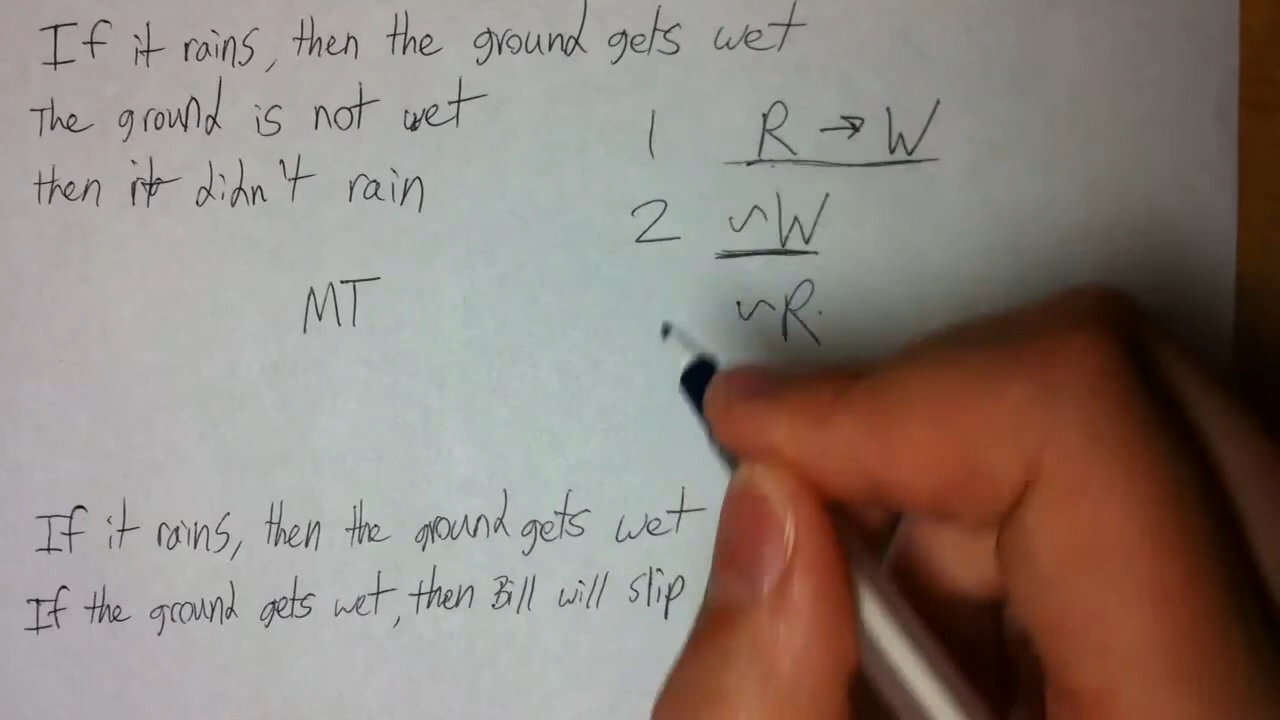 If it rains, then the ground gets wet
The ground is not wet
then it didn't rain
MT
1 R → W
2 ~W
~R
If it rains, then the ground gets wet
If the ground gets wet, then Bill will slip